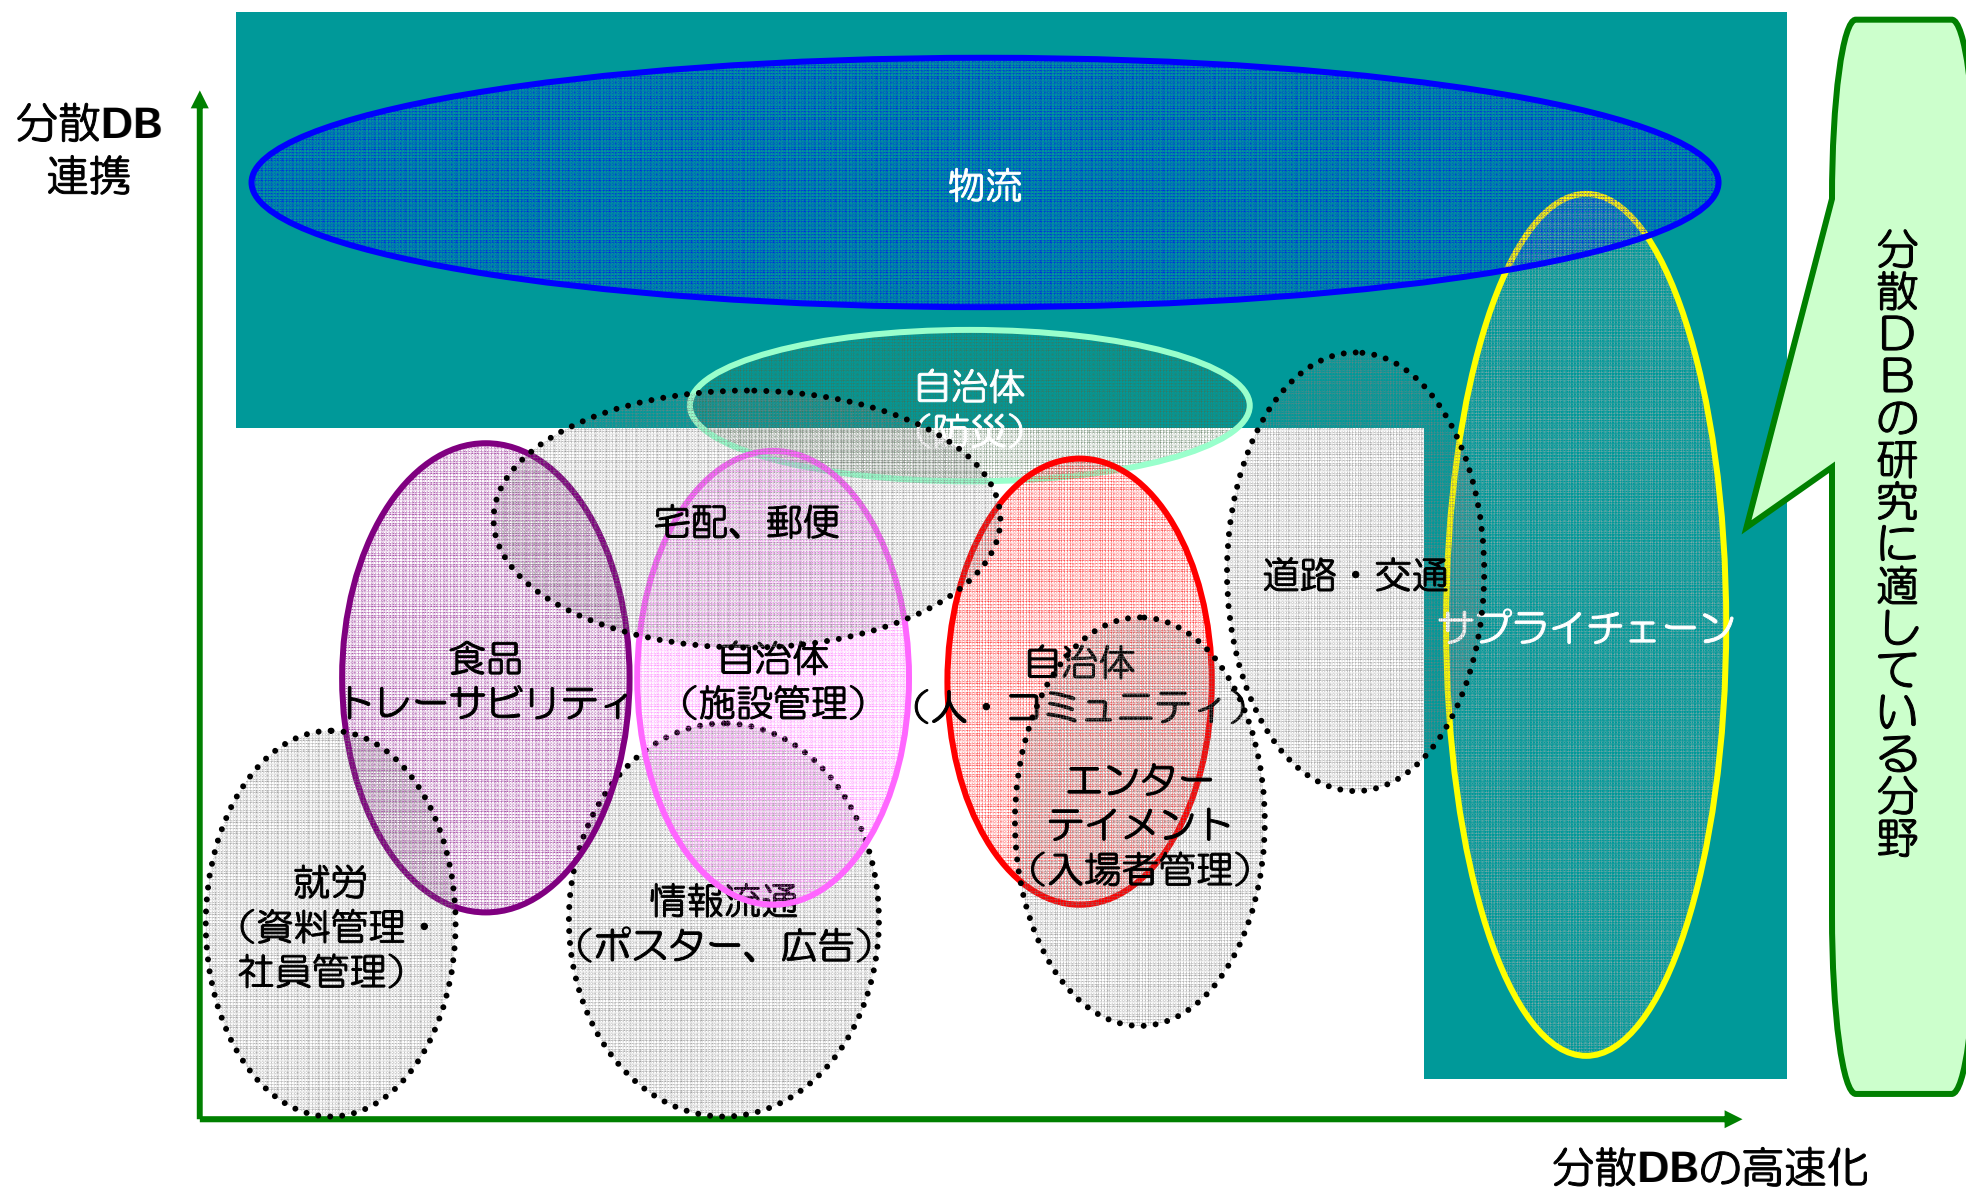 分散DB
連携
物流
自治体
（防災）
宅配、郵便
道路・交通
サプライチェーン
食品
トレーサビリティ
自治体
（施設管理）
自治体
（人・コミュニティ）
エンター
テイメント
（入場者管理）
就労
（資料管理・
社員管理）
情報流通
（ポスター、広告）
分散DBの研究に適している分野
分散DBの高速化